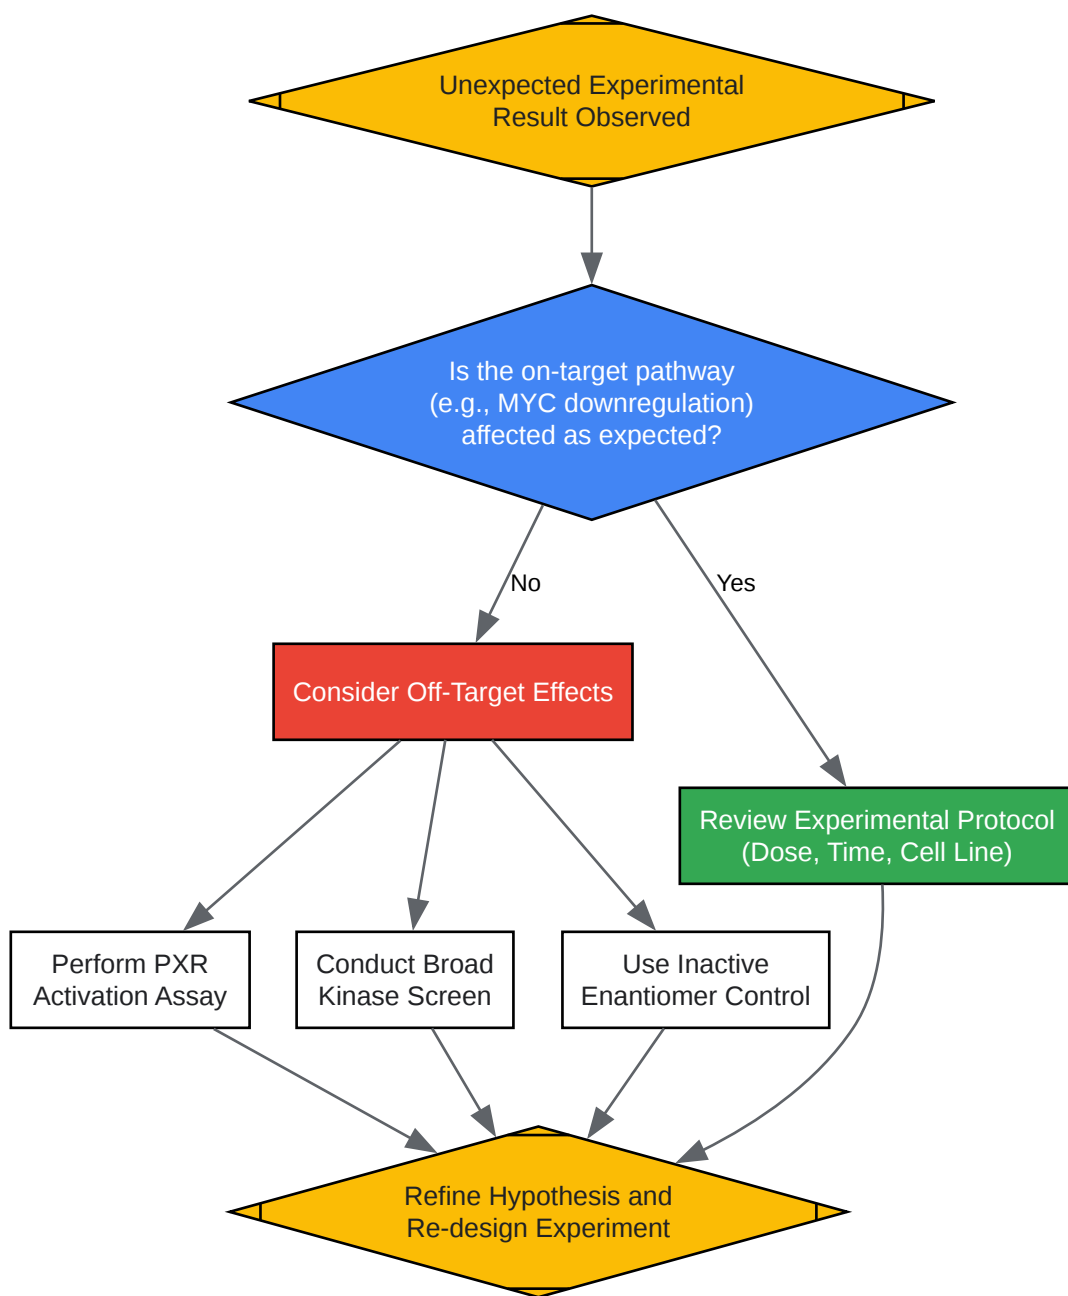 Unexpected Experimental
Result Observed
Is the on-target pathway
(e.g., MYC downregulation)
affected as expected?
No
Yes
Consider Off-Target Effects
Review Experimental Protocol
(Dose, Time, Cell Line)
Perform PXR
Activation Assay
Conduct Broad
Kinase Screen
Use Inactive
Enantiomer Control
Refine Hypothesis and
Re-design Experiment